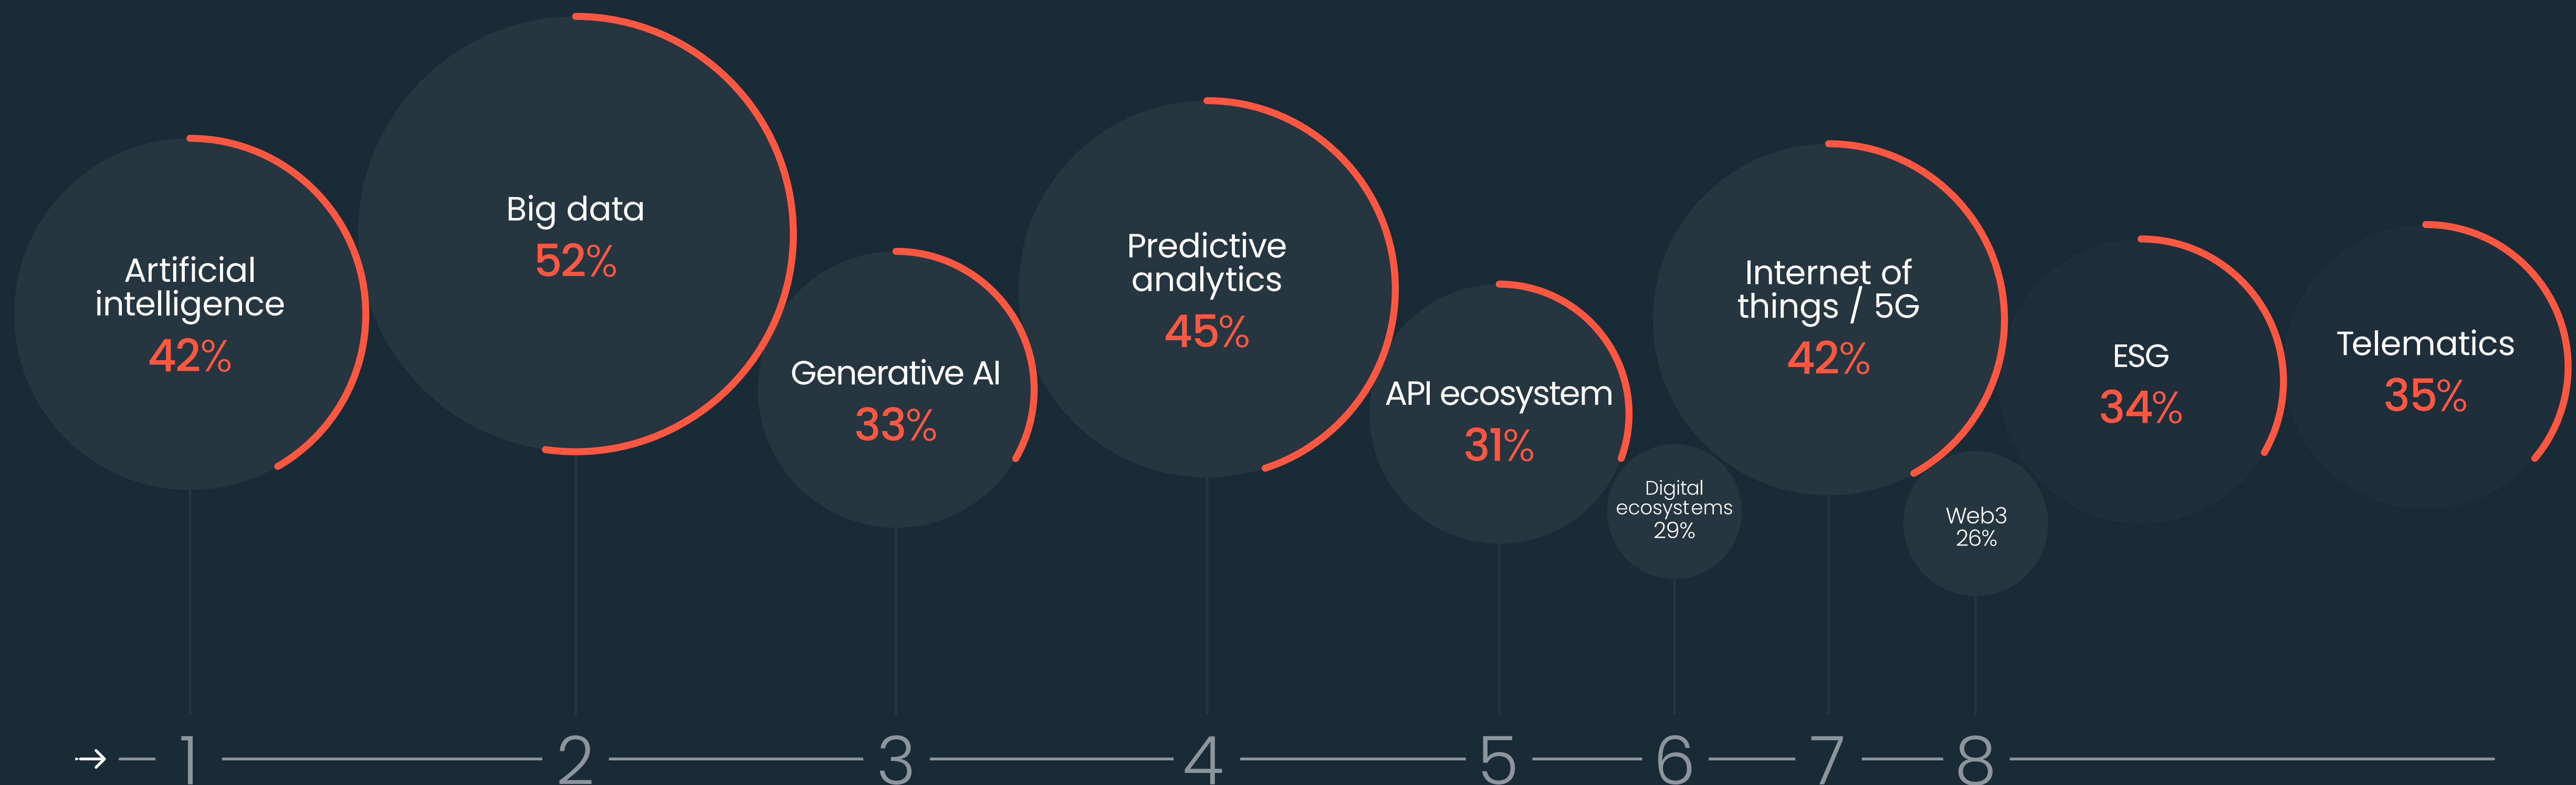 Artificial
intelligence
42%
Big data
52%
Generative AI
33%
Predictive
analytics
45%
API ecosystem
31%
Digital
ecosystems
29%
Internet of
things / 5G
42%
Web3
26%
ESG
34%
Telematics
35%
1 2 3 4 5 6 7 8